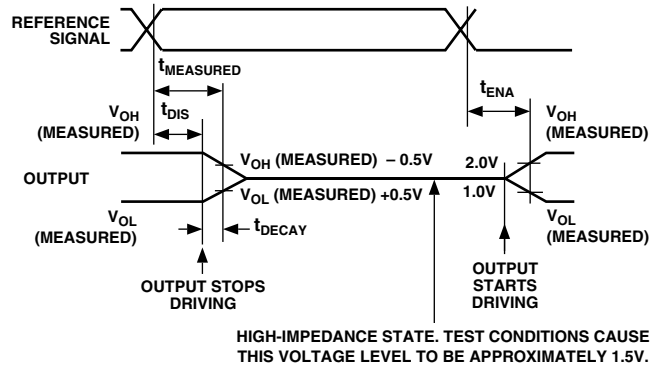 REFERENCE
SIGNAL
tMEASURED
tENA
tDIS
VOH
(MEASURED)
VOH
(MEASURED)
VOH (MEASURED) – 0.5V
2.0V
OUTPUT
VOL (MEASURED) +0.5V
1.0V
VOL
(MEASURED)
VOL
(MEASURED)
tDECAY
OUTPUT STOPS
DRIVING
OUTPUT
STARTS
DRIVING
HIGH-IMPEDANCE STATE. TEST CONDITIONS CAUSE
THIS VOLTAGE LEVEL TO BE APPROXIMATELY 1.5V.